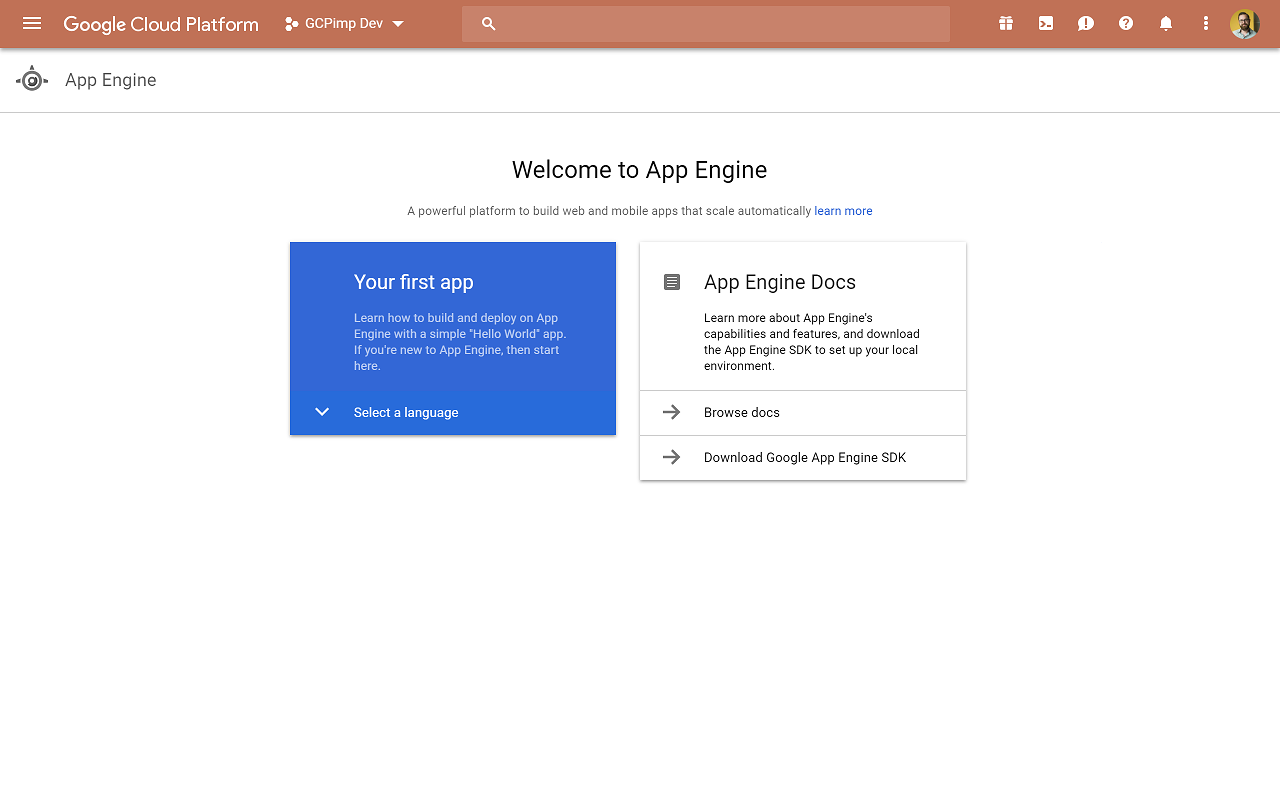 Google Cloud Platform
GCPimp Dev
App Engine
Welcome to App Engine
A powerful platform to build web and mobile apps that scale automatically learn more
Your first app
Learn how to build and deploy on App
Engine with a simple "Hello World" app.
If you're new to App Engine, then start
here.
Select a language
App Engine Docs
Learn more about App Engine's
capabilities and features, and download
the App Engine SDK to set up your local
environment.
Browse docs
Download Google App Engine SDK